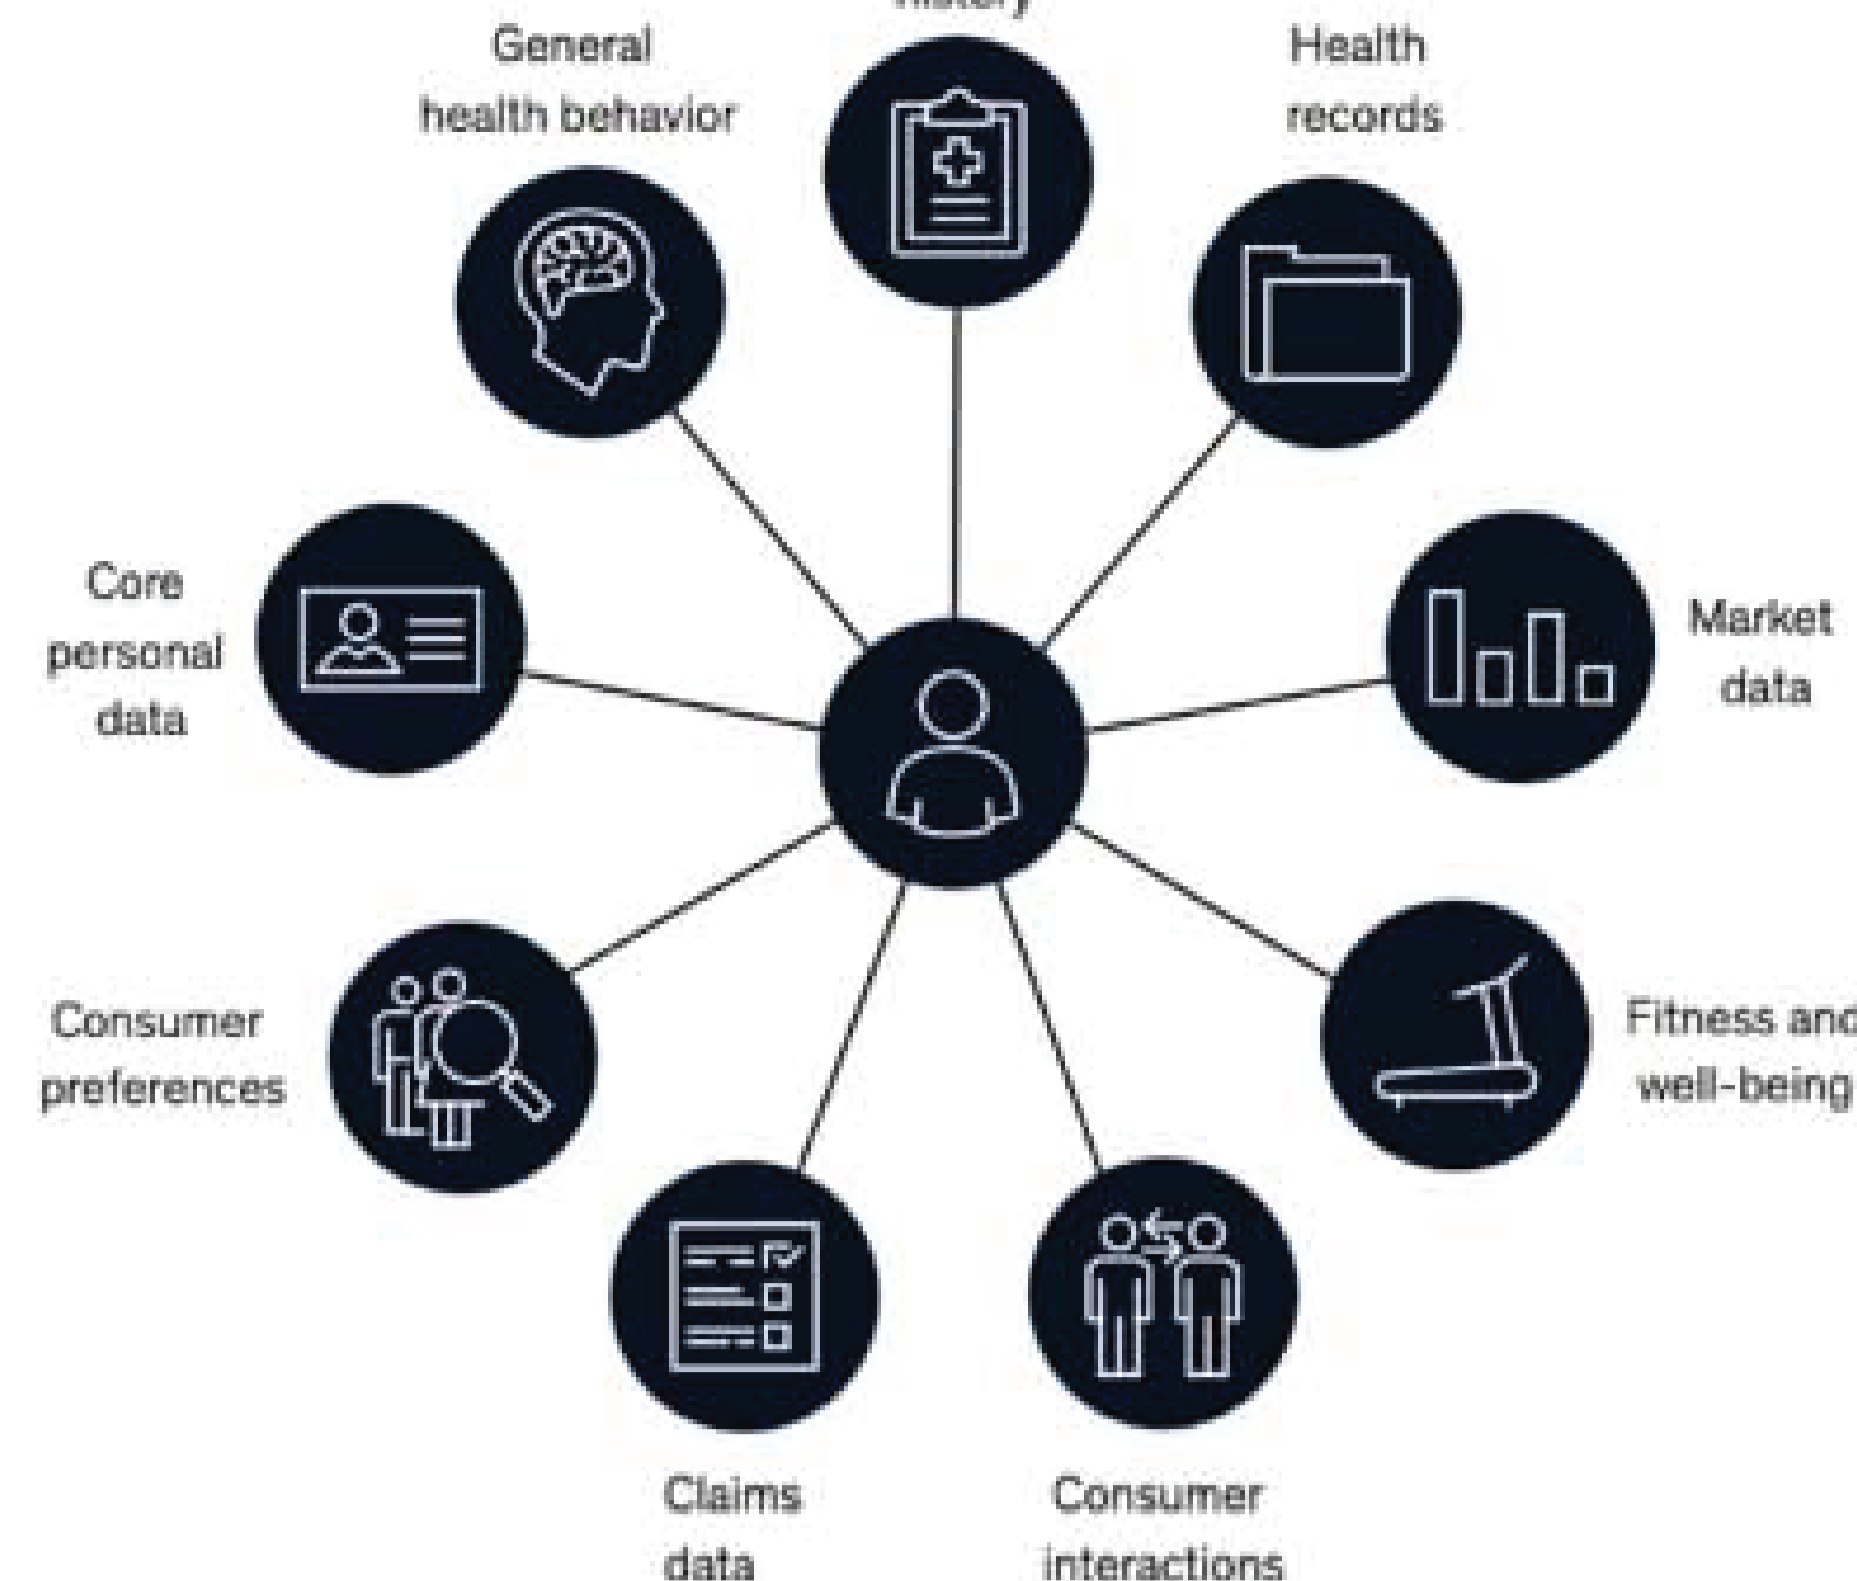 history
General
health behavior
Health
records
Core
personal
data
Market
data
Consumer
preferences
Fitness and
well-being
Claims
data
Consumer
interactions